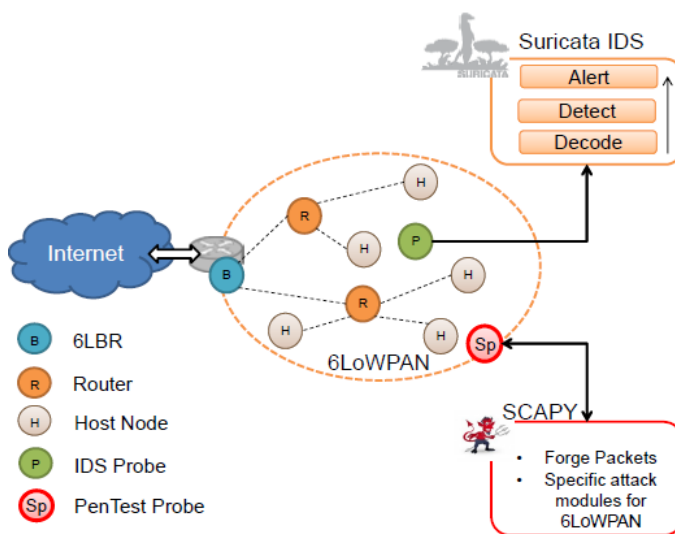 Suricata IDS
SURICATA
Alert
Detect
Decode
H
R
H
P
Internet
B
H
R
H
H
6LoWPAN
Sp
B 6LBR
R Router
H Host Node
P IDS Probe
Sp PenTest Probe
SCAPY
• Forge Packets
• Specific attack
modules for
6LoWPAN